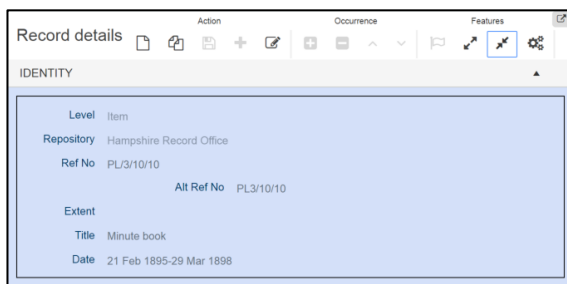 Action Occurrence Features
Record details
IDENTITY
Level Item
Repository Hampshire Record Office
Ref No PL/3/10/10
Alt Ref No PL3/10/10
Extent
Title Minute book
Date 21 Feb 1895-29 Mar 1898